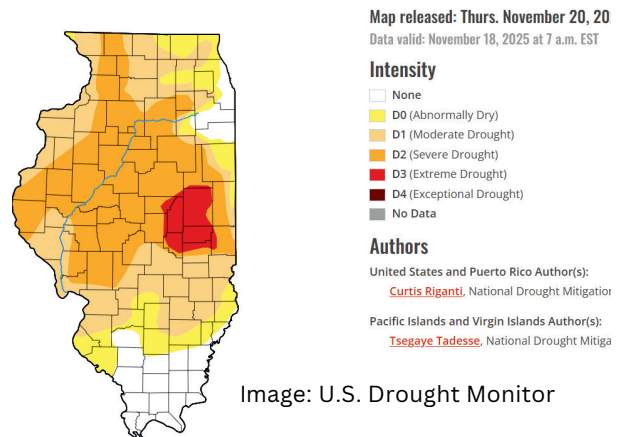 Map released: Thurs. November 20, 20
Data valid: November 18, 2025 at 7 a.m. EST
Intensity
None
D0 (Abnormally Dry)
D1 (Moderate Drought)
D2 (Severe Drought)
D3 (Extreme Drought)
D4 (Exceptional Drought)
No Data
Authors
United States and Puerto Rico Author(s):
Curtis Riganti, National Drought Mitigation
Pacific Islands and Virgin Islands Author(s):
Tsegaye Tadesse, National Drought Mitiga
Image: U.S. Drought Monitor